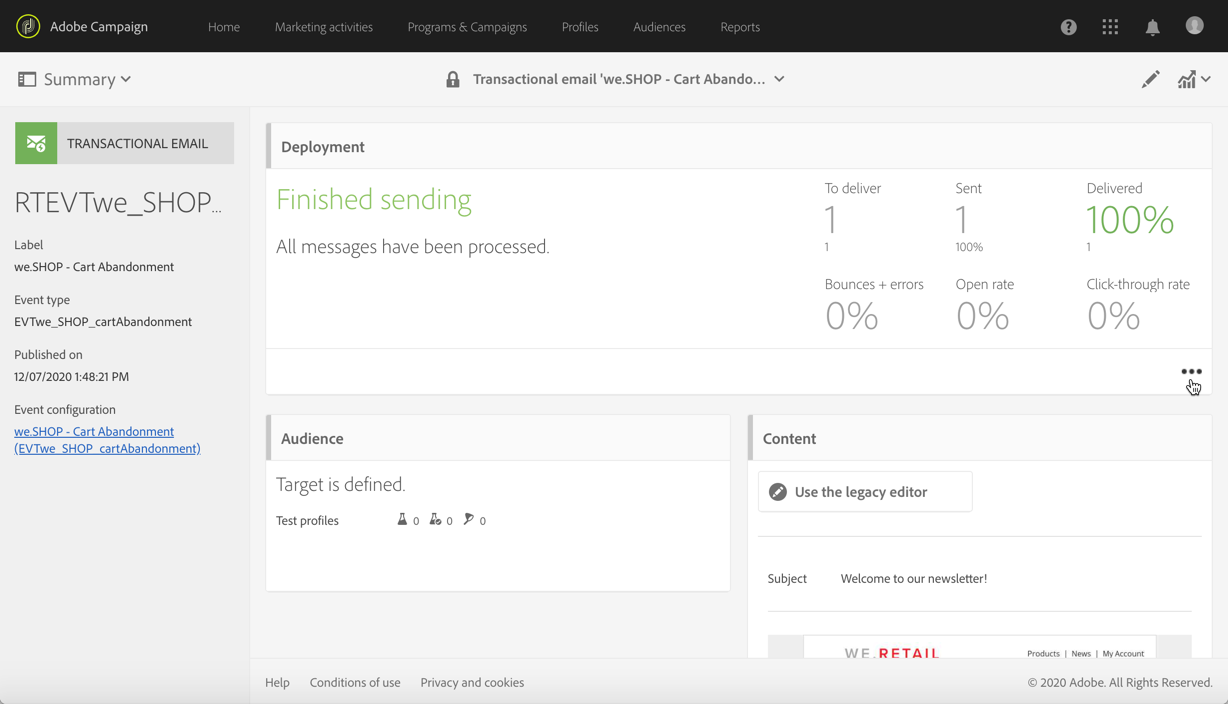 Adobe Campaign
Home
Marketing activities
Programs & Campaigns
Profiles
Audiences
Reports
Summary
Transactional email 'we.SHOP - Cart Abando...
TRANSACTIONAL EMAIL
RTEVTwe_SHOP...
Label
we.SHOP - Cart Abandonment
Event type
EVTwe_SHOP_cartAbandonment
Published on
12/07/2020 1:48:21 PM
Event configuration
we.SHOP - Cart Abandonment
(EVTwe_SHOP_cartAbandonment)
Deployment
Finished sending
All messages have been processed.
To deliver
1
1
Sent
1
100%
Delivered
100%
1
Bounces + errors
0%
Open rate
0%
Click-through rate
0%
Audience
Target is defined.
Test profiles
0
0
0
Content
Use the legacy editor
Subject
Welcome to our newsletter!
WE.RETAIL
Products | News | My Account
Help
Conditions of use
Privacy and cookies
© 2020 Adobe. All Rights Reserved.